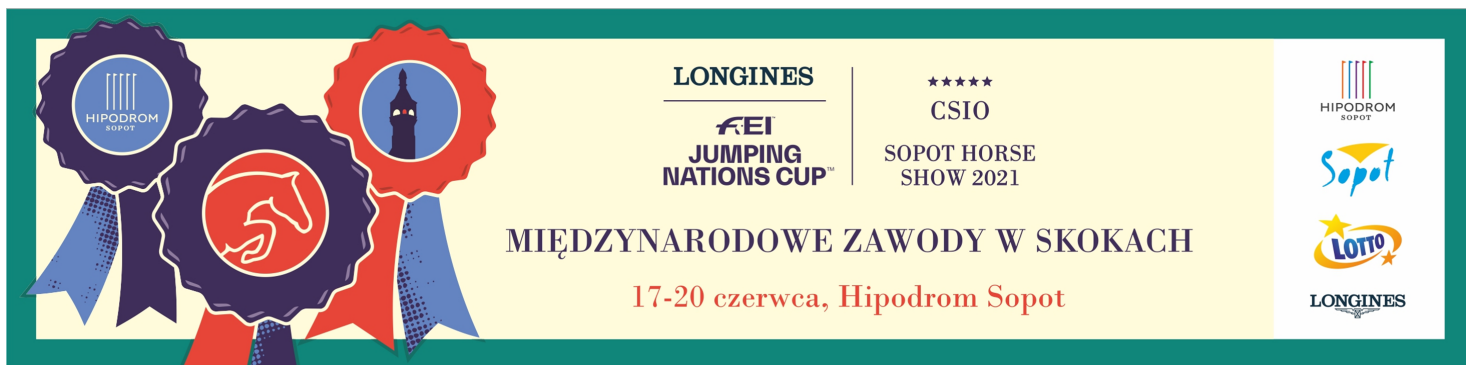 HIPODROM
SOPOT
LONGINES
FEI
JUMPING
NATIONS CUP™
★★★★★
CSIO
SOPOT HORSE
SHOW 2021
MIĘDZYNARODOWE ZAWODY W SKOKACH
17-20 czerwca, Hipodrom Sopot
HIPODROM
SOPOT
Sopot
LOTTO
LONGINES